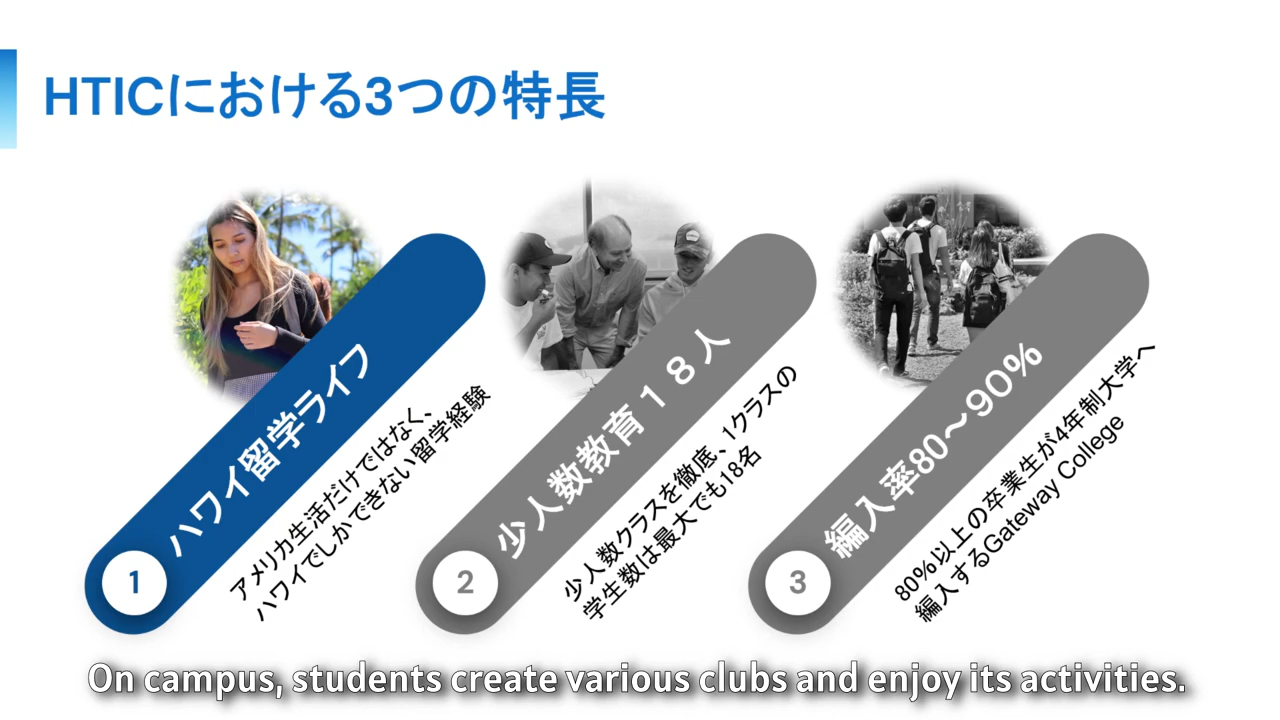 HTICにおける3つの特長
ハワイ留学ライフ
アメリカ生活だけではなく、
ハワイでしかできない留学経験
1
少人数教育１８人
少人数クラスを徹底、1クラスの
学生数は最大でも18名
2
編入率80～90%
80%以上の卒業生が4年制大学へ
編入するGateway College
3
On campus, students create various clubs and enjoy its activities.